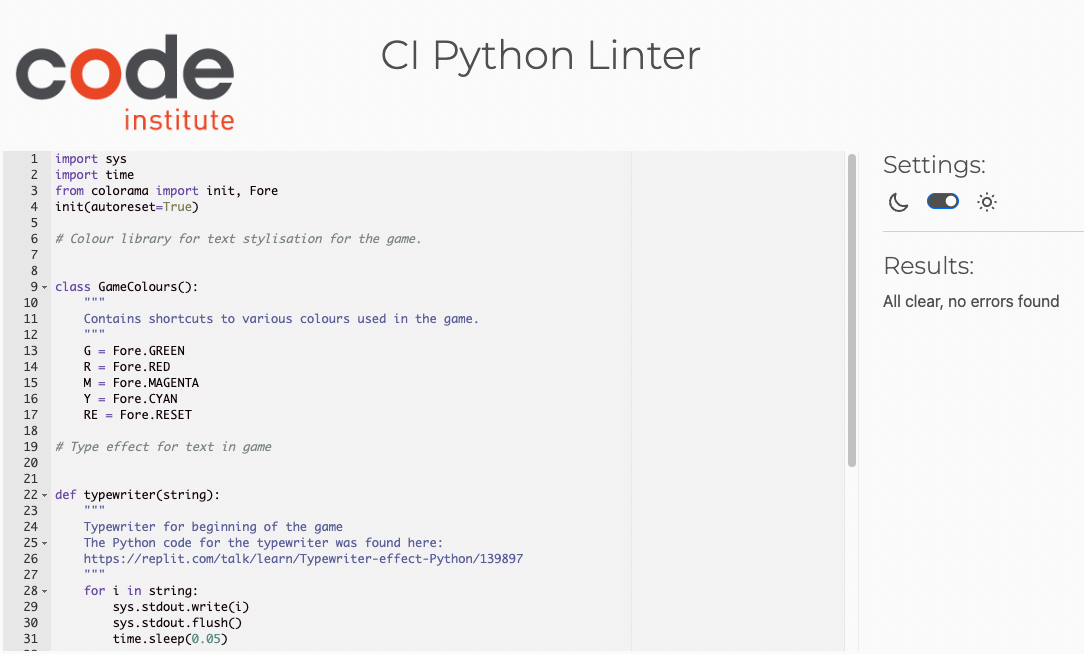 code
institute
CI Python Linter
1 import sys
2 import time
3 from colorama import init, Fore
4 init(autoreset=True)
5
6 # Colour library for text stylisation for the game.
7
8
9 class GameColours():
10     """
11     Contains shortcuts to various colours used in the game.
12     """
13     G = Fore.GREEN
14     R = Fore.RED
15     M = Fore.MAGENTA
16     Y = Fore.CYAN
17     RE = Fore.RESET
18
19 # Type effect for text in game
20
21
22 def typewriter(string):
23     """
24     Typewriter for beginning of the game
25     The Python code for the typewriter was found here:
26     https://replit.com/talk/learn/Typewriter-effect-Python/139897
27     """
28     for i in string:
29         sys.stdout.write(i)
30         sys.stdout.flush()
31         time.sleep(0.05)
Settings:
Results:
All clear, no errors found